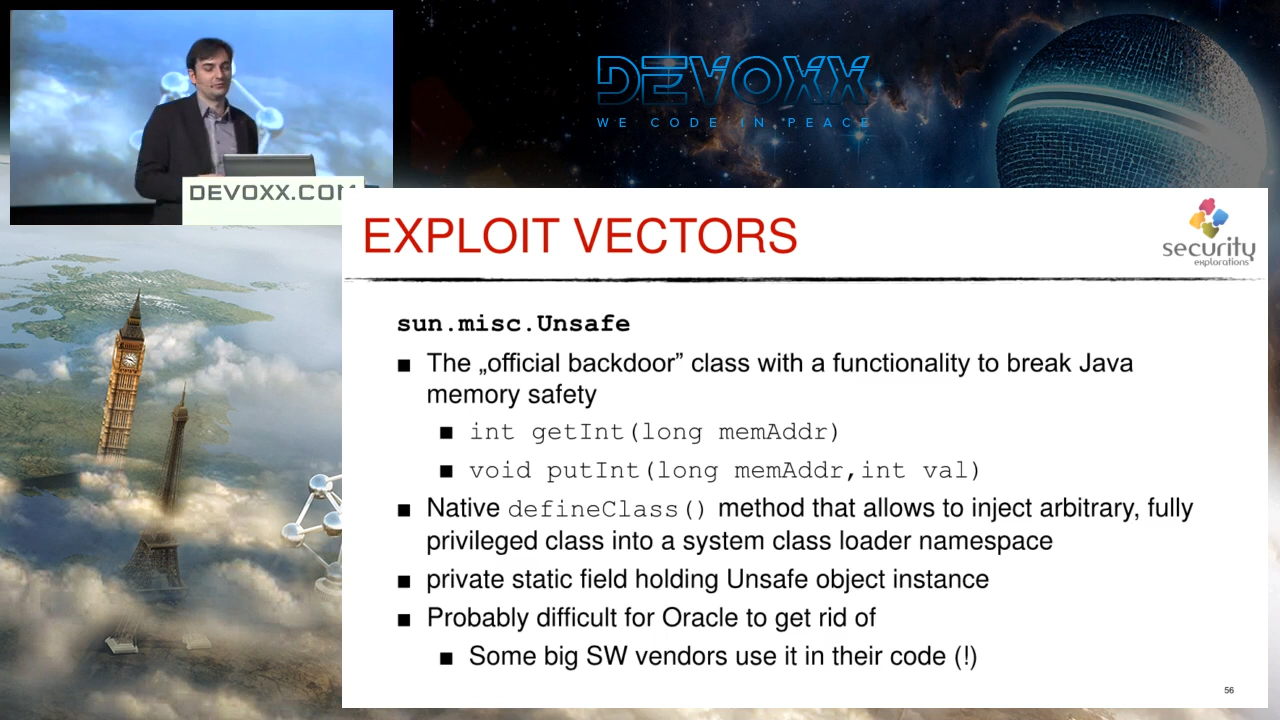 DEVOXX
WE CODE IN PEACE
DEVOXX.COM
EXPLOIT VECTORS
security
explorations
sun.misc.Unsafe
■ The „official backdoor” class with a functionality to break Java
memory safety
■ int getInt(long memAddr)
■ void putInt(long memAddr,int val)
■ Native defineClass() method that allows to inject arbitrary, fully
privileged class into a system class loader namespace
■ private static field holding Unsafe object instance
■ Probably difficult for Oracle to get rid of
■ Some big SW vendors use it in their code (!)
56